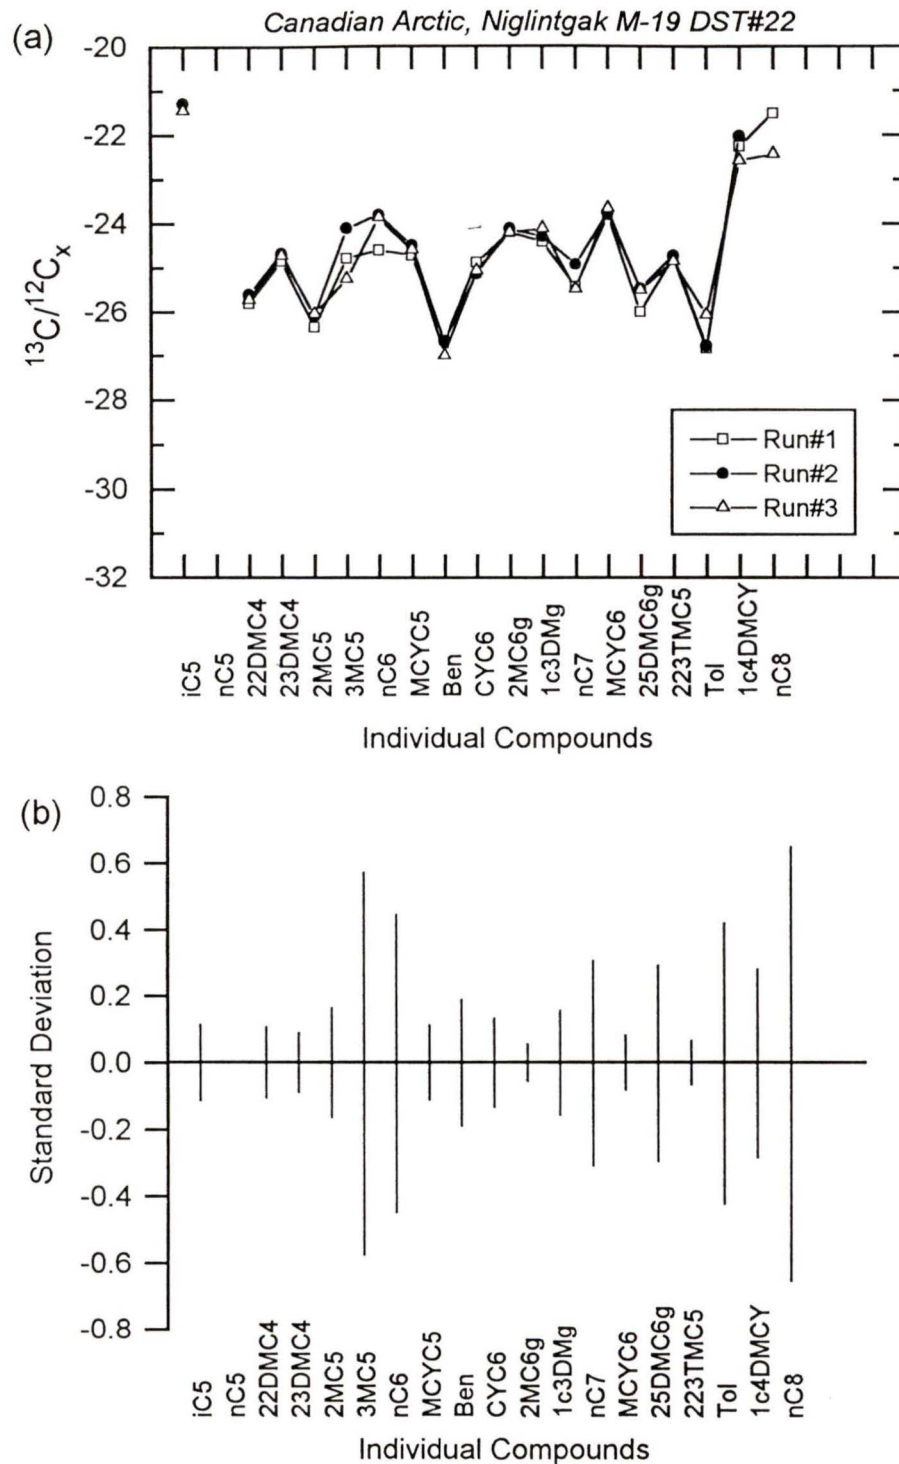 (a)
Canadian Arctic, Niglintgak M-19 DST#22
-20
-22
-24
-26
-28
-30
-32
¹³C/¹²Cₓ
Run#1
Run#2
Run#3
iC5
nC5
22DMC4
23DMC4
2MC5
3MC5
nC6
MCYC5
Ben
CYC6
2MC6g
1c3DMg
nC7
MCYC6
25DMC6g
223TMC5
Tol
1c4DMCY
nC8
Individual Compounds
(b)
0.8
0.6
0.4
0.2
0.0
-0.2
-0.4
-0.6
-0.8
Standard Deviation
iC5
nC5
22DMC4
23DMC4
2MC5
3MC5
nC6
MCYC5
Ben
CYC6
2MC6g
1c3DMg
nC7
MCYC6
25DMC6g
223TMC5
Tol
1c4DMCY
nC8
Individual Compounds